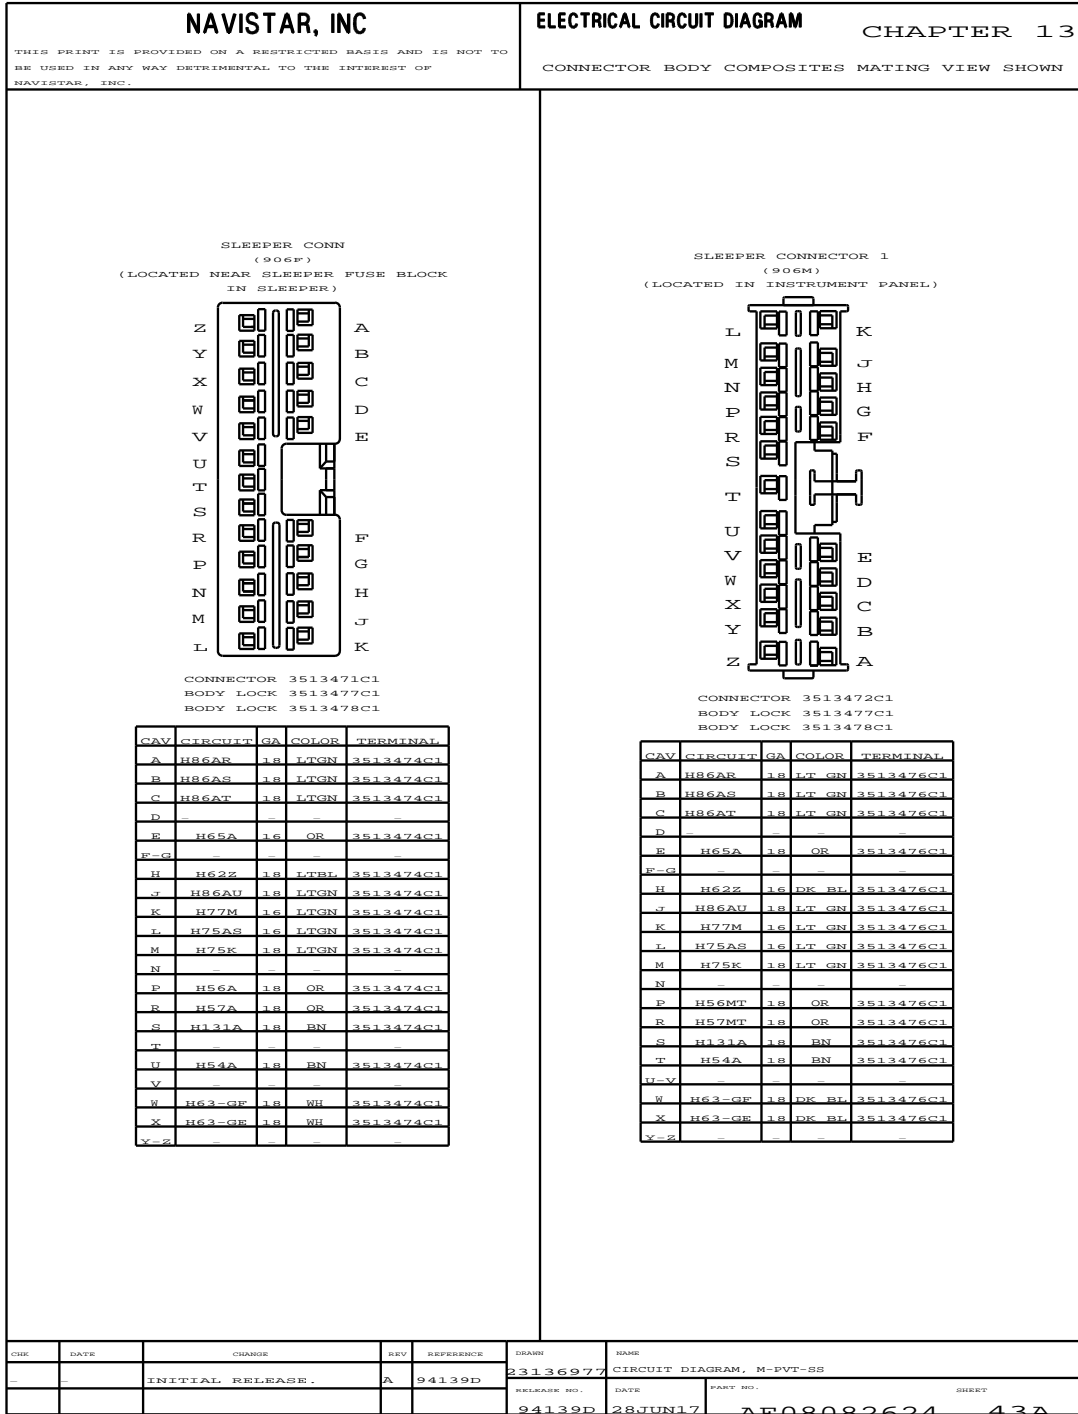 NAVISTAR, INC
THIS PRINT IS PROVIDED ON A RESTRICTED BASIS AND IS NOT TO
BE USED IN ANY WAY DETRIMENTAL TO THE INTEREST OF
NAVISTAR, INC.
ELECTRICAL CIRCUIT DIAGRAM
CHAPTER 13
CONNECTOR BODY COMPOSITES MATING VIEW SHOWN
SLEEPER CONN
(906F)
(LOCATED NEAR SLEEPER FUSE BLOCK
IN SLEEPER)
Z A
Y B
X C
W D
V E
U
T
S
R F
P G
N H
M J
L K
CONNECTOR 3513471C1
BODY LOCK 3513477C1
BODY LOCK 3513478C1
CAV CIRCUIT GA COLOR TERMINAL
A H86AR 18 LTGN 3513474C1
B H86AS 18 LTGN 3513474C1
C H86AT 18 LTGN 3513474C1
D - - - -
E H65A 16 OR 3513474C1
F-G - - - -
H H62Z 18 LTBL 3513474C1
J H86AU 18 LTGN 3513474C1
K H77M 16 LTGN 3513474C1
L H75AS 16 LTGN 3513474C1
M H75K 18 LTGN 3513474C1
N - - - -
P H56A 18 OR 3513474C1
R H57A 18 OR 3513474C1
S H131A 18 BN 3513474C1
T - - - -
U H54A 18 BN 3513474C1
V - - - -
W H63-GF 18 WH 3513474C1
X H63-GE 18 WH 3513474C1
Y-Z - - - -
SLEEPER CONNECTOR 1
(906M)
(LOCATED IN INSTRUMENT PANEL)
L K
M J
N H
P G
R F
S
T
U
V E
W D
X C
Y B
Z A
CONNECTOR 3513472C1
BODY LOCK 3513477C1
BODY LOCK 3513478C1
CAV CIRCUIT GA COLOR TERMINAL
A H86AR 18 LT GN 3513476C1
B H86AS 18 LT GN 3513476C1
C H86AT 18 LT GN 3513476C1
D - - - -
E H65A 18 OR 3513476C1
F-G - - - -
H H62Z 16 DK BL 3513476C1
J H86AU 18 LT GN 3513476C1
K H77M 16 LT GN 3513476C1
L H75AS 16 LT GN 3513476C1
M H75K 18 LT GN 3513476C1
N - - - -
P H56MT 18 OR 3513476C1
R H57MT 18 OR 3513476C1
S H131A 18 BN 3513476C1
T H54A 18 BN 3513476C1
U-V - - - -
W H63-GF 18 DK BL 3513476C1
X H63-GE 18 DK BL 3513476C1
Y-Z - - - -
CHK DATE CHANGE REV REFERENCE
- - INITIAL RELEASE. A 94139D
DRAWN
23136977
NAME
CIRCUIT DIAGRAM, M-PVT-SS
RELEASE NO.
94139D
DATE
28JUN17
PART NO.
AF08082624
SHEET
43A